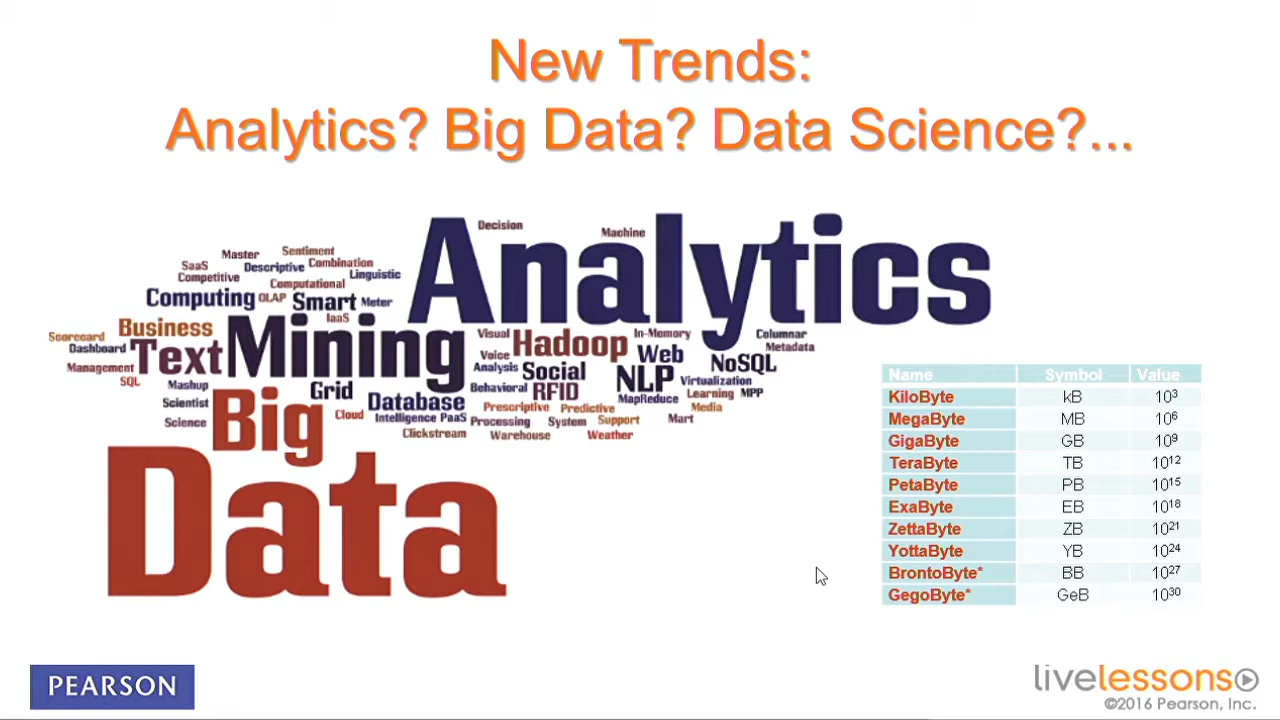 New Trends:
Analytics? Big Data? Data Science?...
Analytics
Decision
Machine
Master
Sentiment
SaaS
Descriptive
Combination
Competitive
Linguistic
Computational
Computing
OLAP
Smart
Meter
IaaS
Scorecard
Business
Mining
Visual
Hadoop
In-Memory
Columnar
Dashboard
Text
Voice
Web
Metadata
Management
Analysis
Social
NLP
NoSQL
SQL
Mashup
Grid
Behavioral
RFID
Virtualization
Scientist
Big
Database
MapReduce
Learning
MPP
Science
Cloud
Intelligence
PaaS
Prescriptive
Predictive
Media
Processing
System
Support
Mart
Clickstream
Warehouse
Weather
Data
Name Symbol Value
KiloByte kB 10³
MegaByte MB 10⁶
GigaByte GB 10⁹
TeraByte TB 10¹²
PetaByte PB 10¹⁵
ExaByte EB 10¹⁸
ZettaByte ZB 10²¹
YottaByte YB 10²⁴
BrontoByte* BB 10²⁷
GegoByte* GeB 10³⁰
PEARSON
livelessons
©2016 Pearson, Inc.